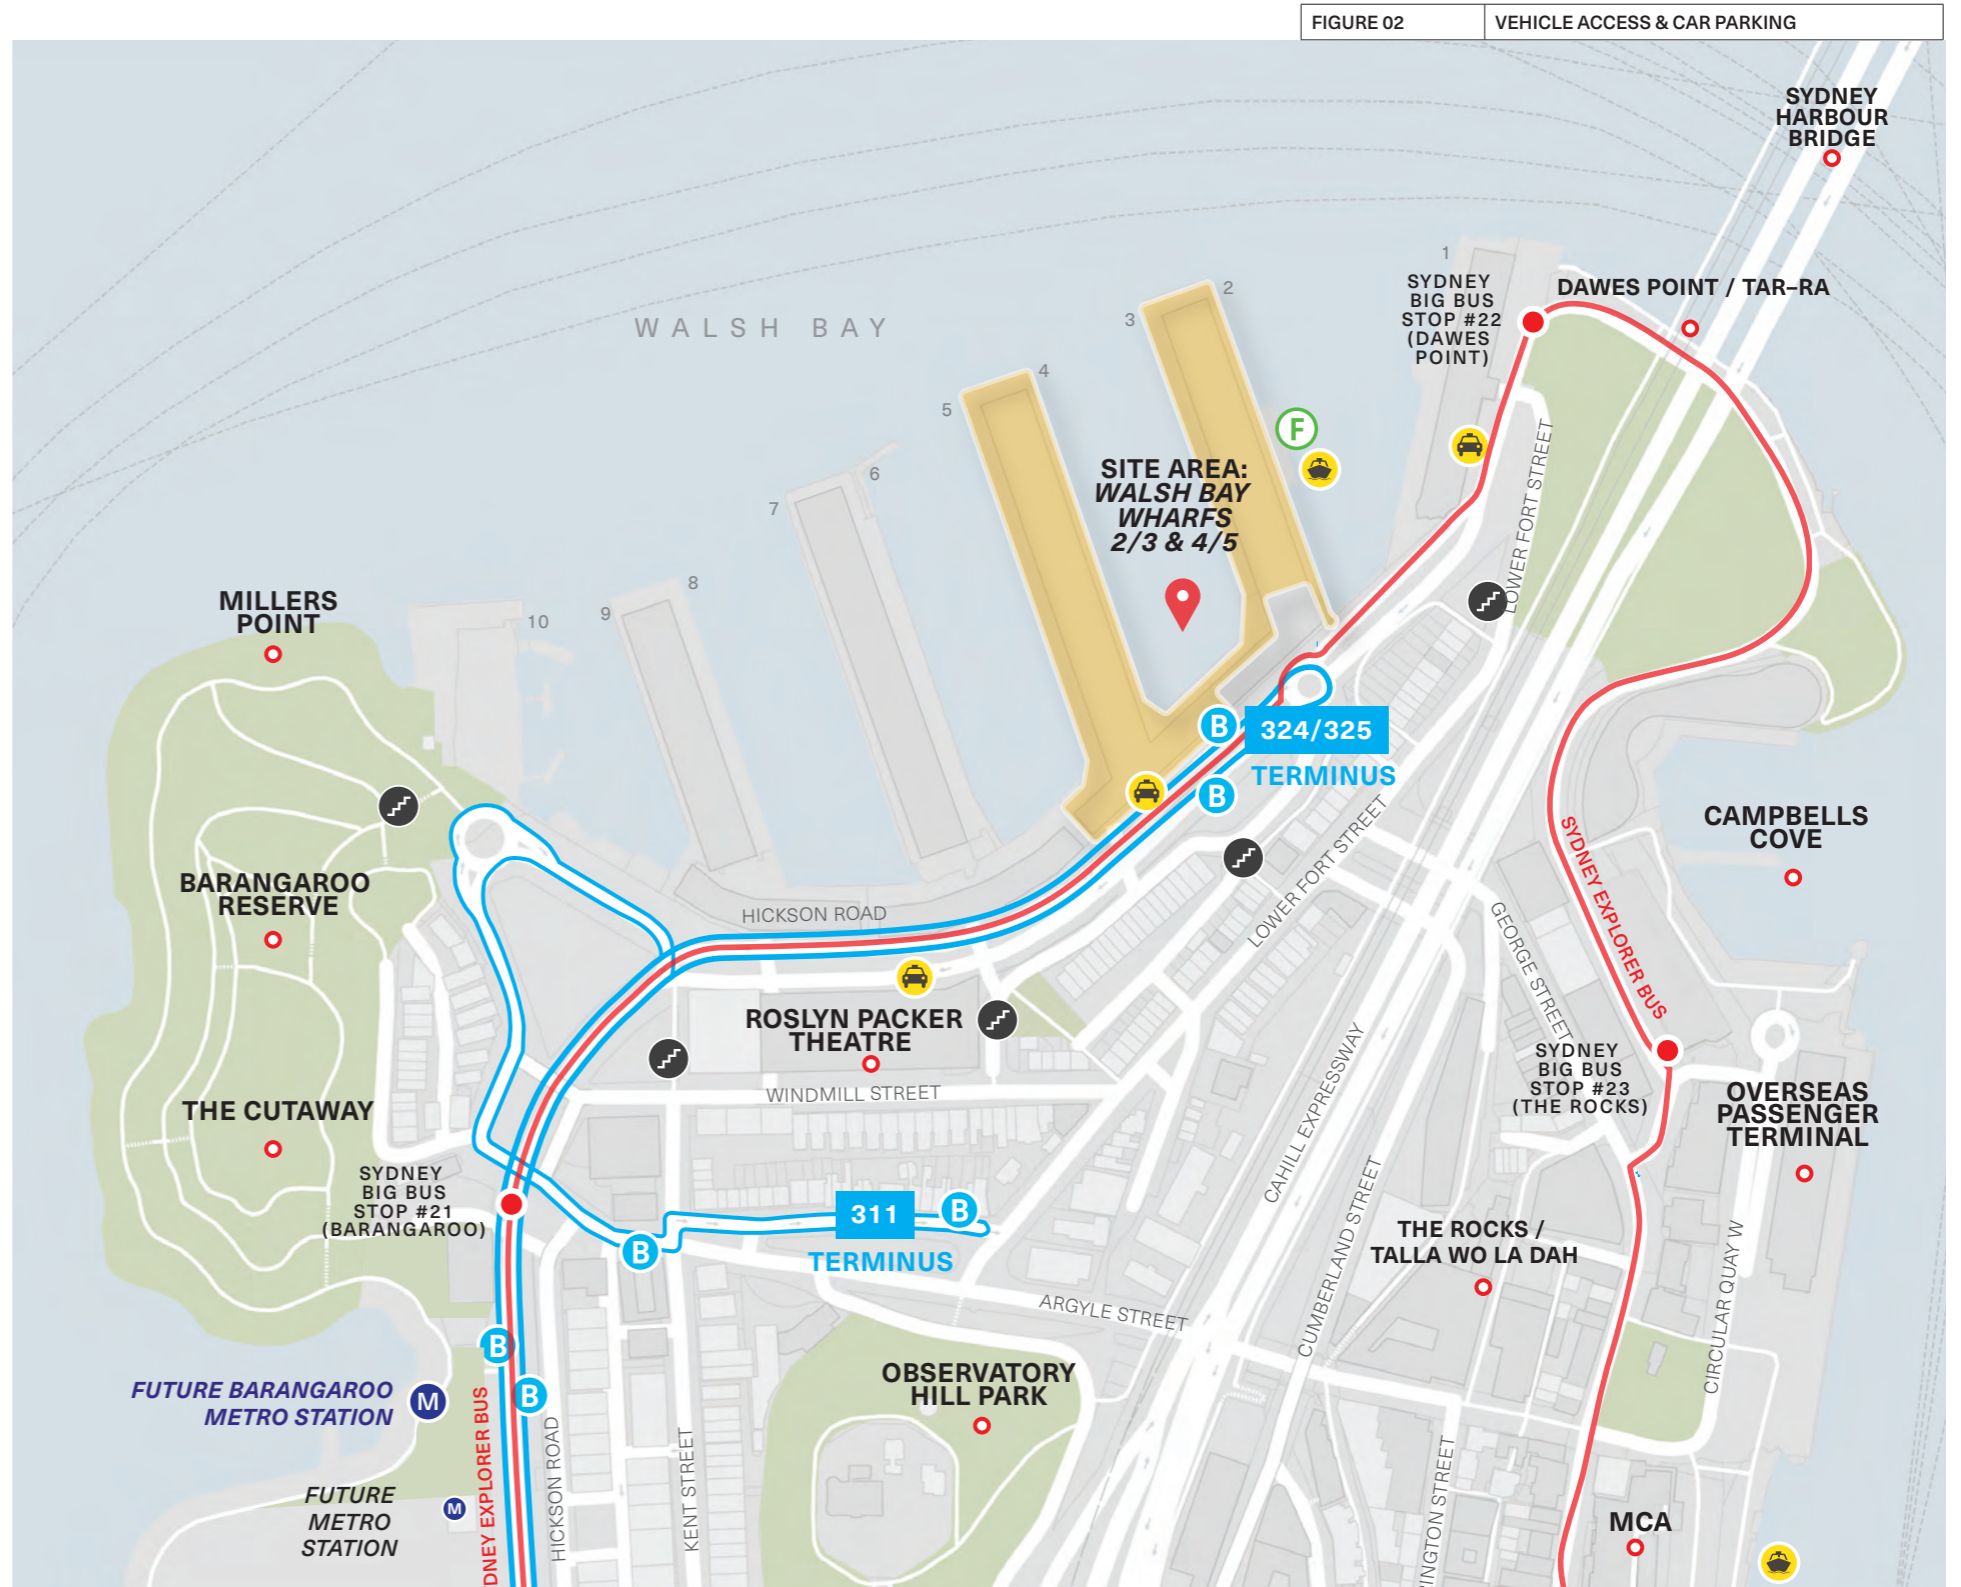 FIGURE 02
VEHICLE ACCESS & CAR PARKING
SYDNEY
HARBOUR
BRIDGE
1
SYDNEY
BIG BUS
STOP #22
(DAWES
POINT)
DAWES POINT / TAR–RA
2
3
WALSH BAY
4
5
F
SITE AREA:
WALSH BAY
WHARFS
2/3 & 4/5
6
7
LOWER FORT STREET
8
9
10
MILLERS
POINT
B
324/325
TERMINUS
B
CAMPBELLS
COVE
SYDNEY EXPLORER BUS
BARANGAROO
RESERVE
HICKSON ROAD
LOWER FORT STREET
GEORGE STREET
ROSLYN PACKER
THEATRE
SYDNEY
BIG BUS
STOP #23
(THE ROCKS)
CAHILL EXPRESSWAY
WINDMILL STREET
OVERSEAS
PASSENGER
TERMINAL
THE CUTAWAY
SYDNEY
BIG BUS
STOP #21
(BARANGAROO)
311
B
B
TERMINUS
CUMBERLAND STREET
THE ROCKS /
TALLA WO LA DAH
CIRCULAR QUAY W
ARGYLE STREET
B
B
OBSERVATORY
HILL PARK
FUTURE BARANGAROO
METRO STATION
M
DNEY EXPLORER BUS
HICKSON ROAD
KENT STREET
INGTON STREET
FUTURE
METRO
STATION
M
MCA